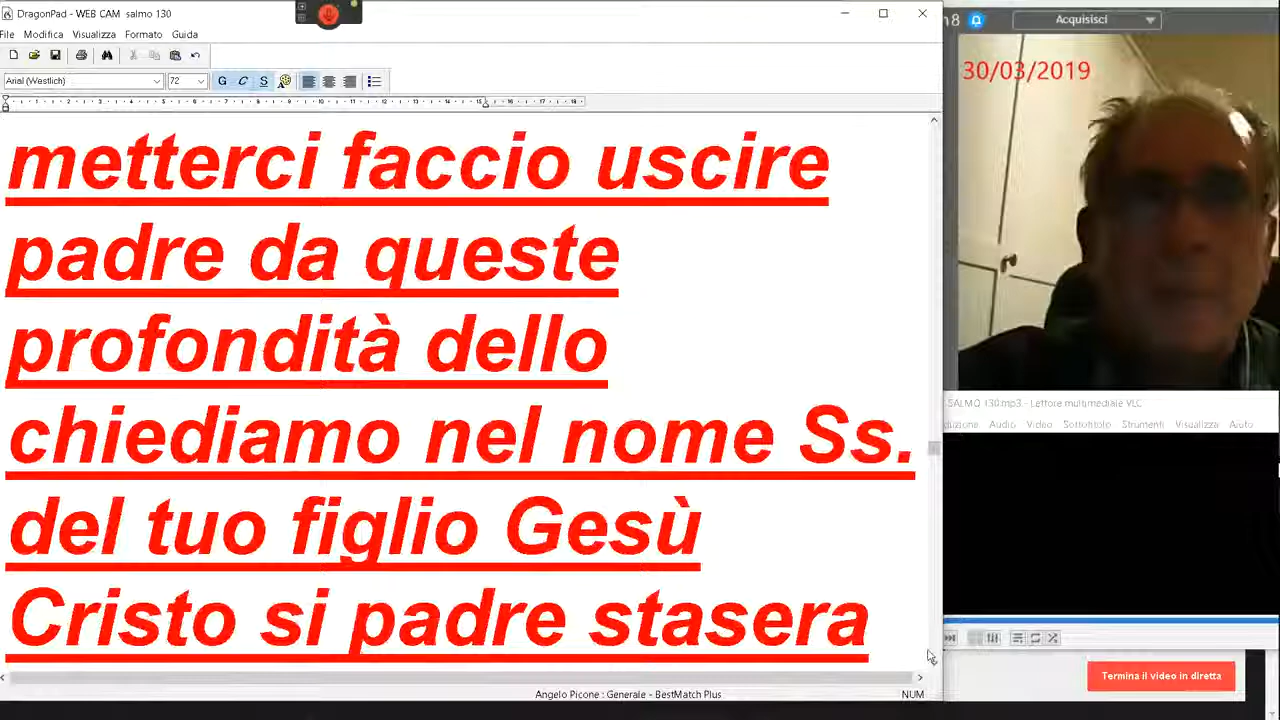 DragonPad - WEB CAM salmo 130
File Modifica Visualizza Formato Guida
Arial (Westlich) 72 G C S
metterci faccio uscire
padre da queste
profondità dello
chiediamo nel nome Ss.
del tuo figlio Gesù
Cristo si padre stasera
Angelo Picone : Generale - BestMatch Plus
NUM
Acquisisci
30/03/2019
SALMO 130.mp3 - Lettore multimediale VLC
Audio Video Sottotitolo Strumenti Visualizza Aiuto
Termina il video in diretta